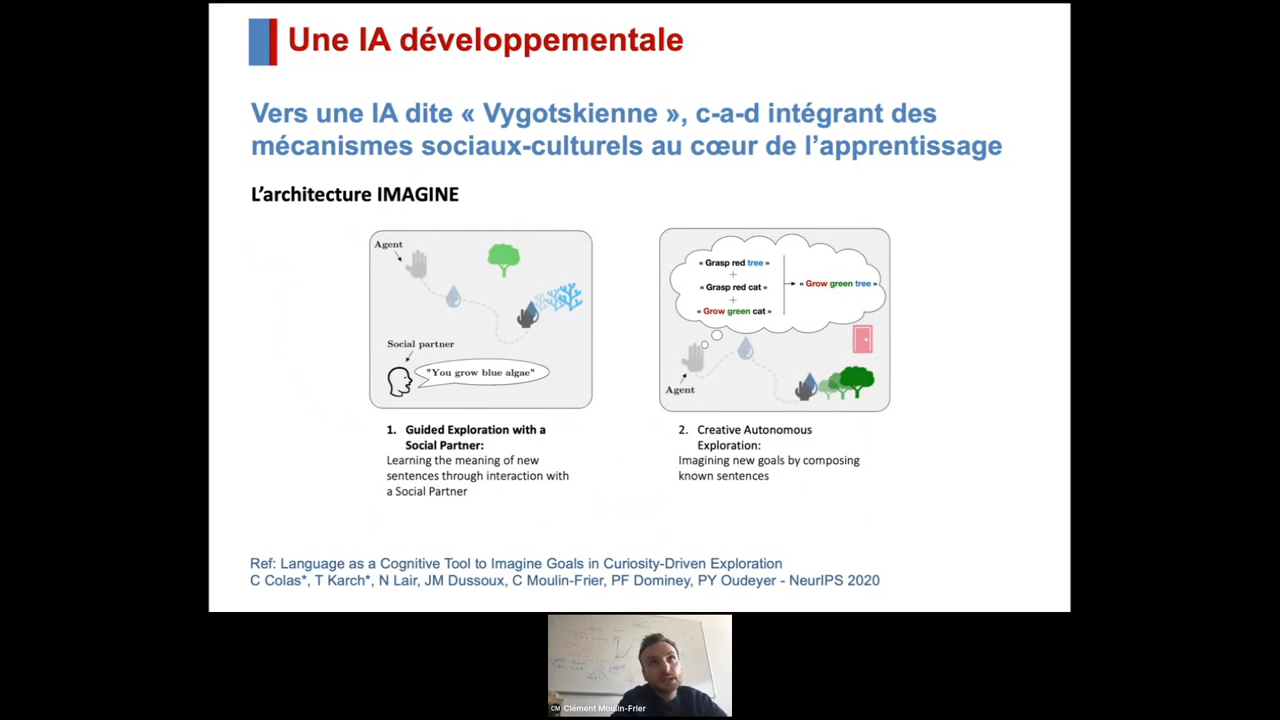 Une IA développementale
Vers une IA dite « Vygotskienne », c-a-d intégrant des
mécanismes sociaux-culturels au cœur de l’apprentissage
L’architecture IMAGINE
Agent
Social partner
"You grow blue algae"
« Grasp red tree »
+
« Grasp red cat »
+
« Grow green cat »
« Grow green tree »
Agent
1. Guided Exploration with a
Social Partner:
Learning the meaning of new
sentences through interaction with
a Social Partner
2. Creative Autonomous
Exploration:
Imagining new goals by composing
known sentences
Ref: Language as a Cognitive Tool to Imagine Goals in Curiosity-Driven Exploration
C Colas*, T Karch*, N Lair, JM Dussoux, C Moulin-Frier, PF Dominey, PY Oudeyer - NeurIPS 2020
CM Clément Moulin-Frier